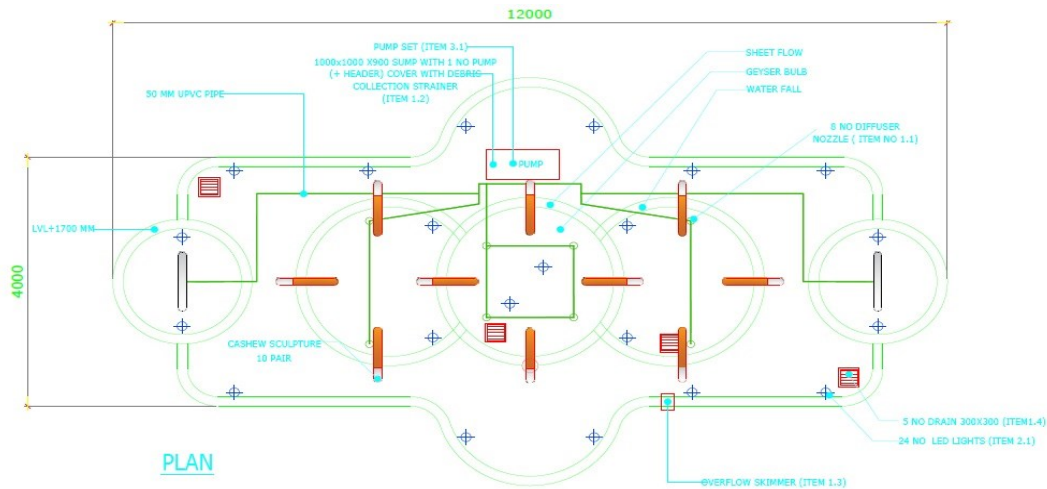 12000
PUMP SET (ITEM 3.1)
1000x1000 X900 SUMP WITH 1 NO PUMP
(+ HEADER) COVER WITH DEBRIS
COLLECTION STRAINER
(ITEM 1.2)
SHEET FLOW
GEYSER BULB
WATER FALL
50 MM UPVC PIPE
8 NO DIFFUSER
NOZZLE ( ITEM NO 1.1)
PUMP
LVL+1700 MM
4000
CASHEW SCULPTURE
10 PAIR
5 NO DRAIN 300X300 (ITEM1.4)
24 NO LED LIGHTS (ITEM 2.1)
OVERFLOW SKIMMER (ITEM 1.3)
PLAN